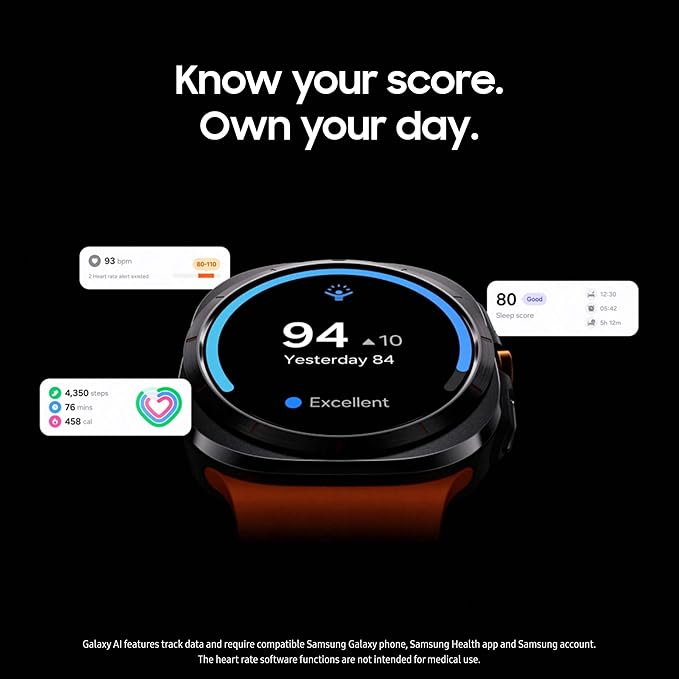 Know your score.
Own your day.
93 bpm
80-110
2 Heart rate alert existed
94 ▲10
Yesterday 84
Excellent
80 Good
Sleep score
12:30
05:42
5h 12m
4,350 steps
76 mins
458 cal
Galaxy AI features track data and require compatible Samsung Galaxy phone, Samsung Health app and Samsung account.
The heart rate software functions are not intended for medical use.